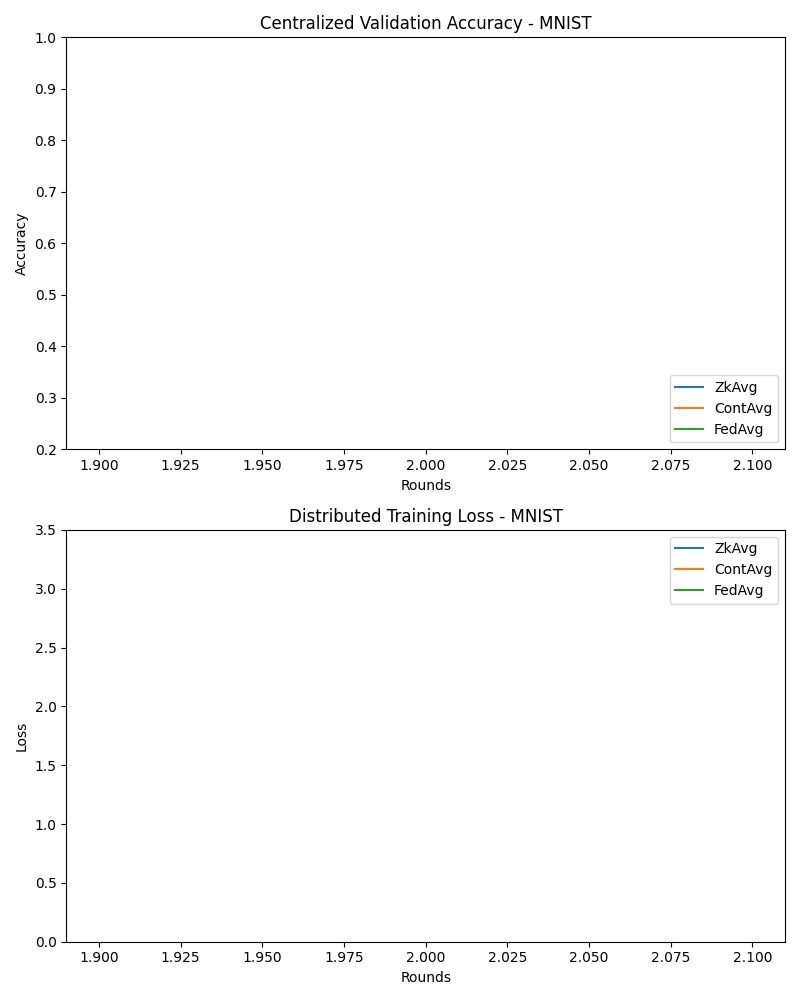 Centralized Validation Accuracy - MNIST
1.0
0.9
0.8
0.7
0.6
0.5
0.4
0.3
0.2
Accuracy
ZkAvg
ContAvg
FedAvg
1.900 1.925 1.950 1.975 2.000 2.025 2.050 2.075 2.100
Rounds
Distributed Training Loss - MNIST
3.5
3.0
2.5
2.0
1.5
1.0
0.5
0.0
Loss
ZkAvg
ContAvg
FedAvg
1.900 1.925 1.950 1.975 2.000 2.025 2.050 2.075 2.100
Rounds